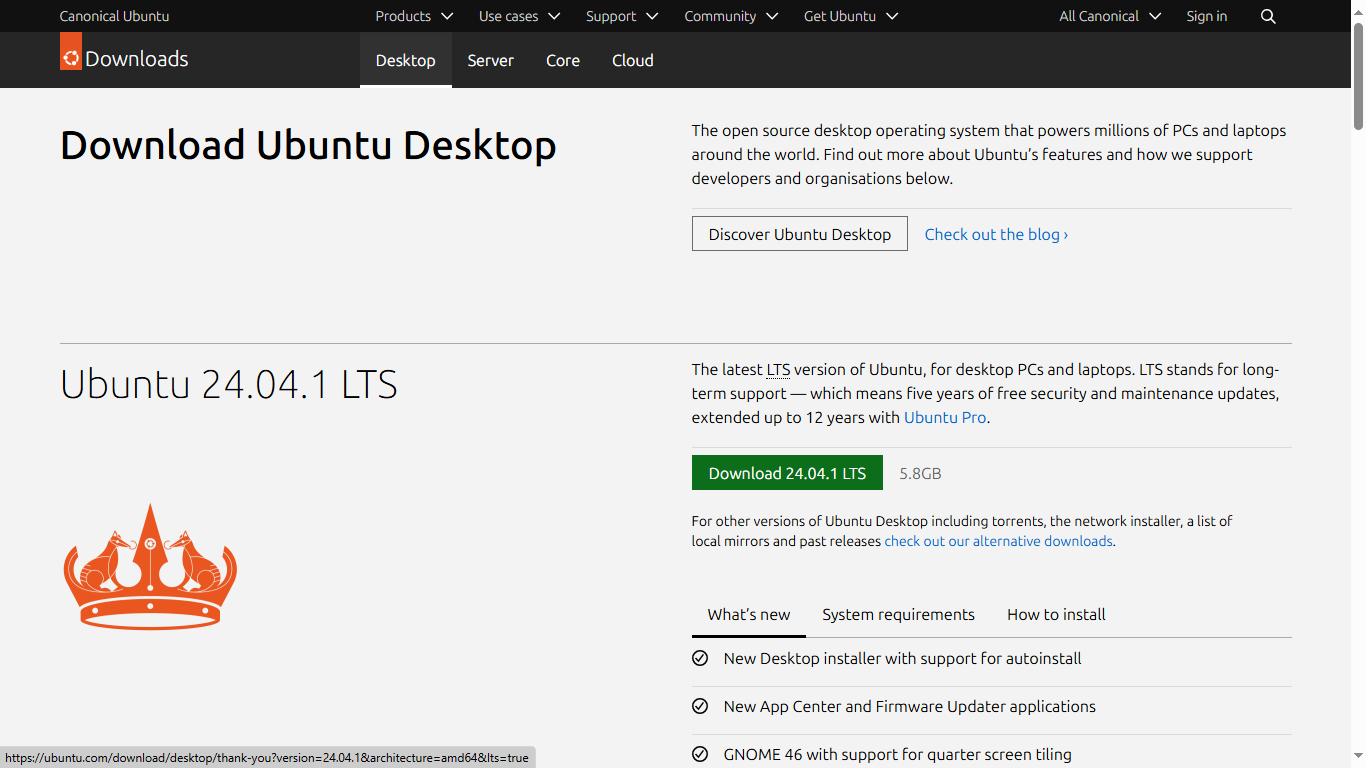 Canonical Ubuntu
Products
Use cases
Support
Community
Get Ubuntu
All Canonical
Sign in
Downloads
Desktop
Server
Core
Cloud
Download Ubuntu Desktop
The open source desktop operating system that powers millions of PCs and laptops
around the world. Find out more about Ubuntu’s features and how we support
developers and organisations below.
Discover Ubuntu Desktop
Check out the blog ›
Ubuntu 24.04.1 LTS
The latest LTS version of Ubuntu, for desktop PCs and laptops. LTS stands for long-
term support — which means five years of free security and maintenance updates,
extended up to 12 years with Ubuntu Pro.
Download 24.04.1 LTS
5.8GB
For other versions of Ubuntu Desktop including torrents, the network installer, a list of
local mirrors and past releases check out our alternative downloads.
What’s new
System requirements
How to install
New Desktop installer with support for autoinstall
New App Center and Firmware Updater applications
GNOME 46 with support for quarter screen tiling
https://ubuntu.com/download/desktop/thank-you?version=24.04.1&architecture=amd64&lts=true